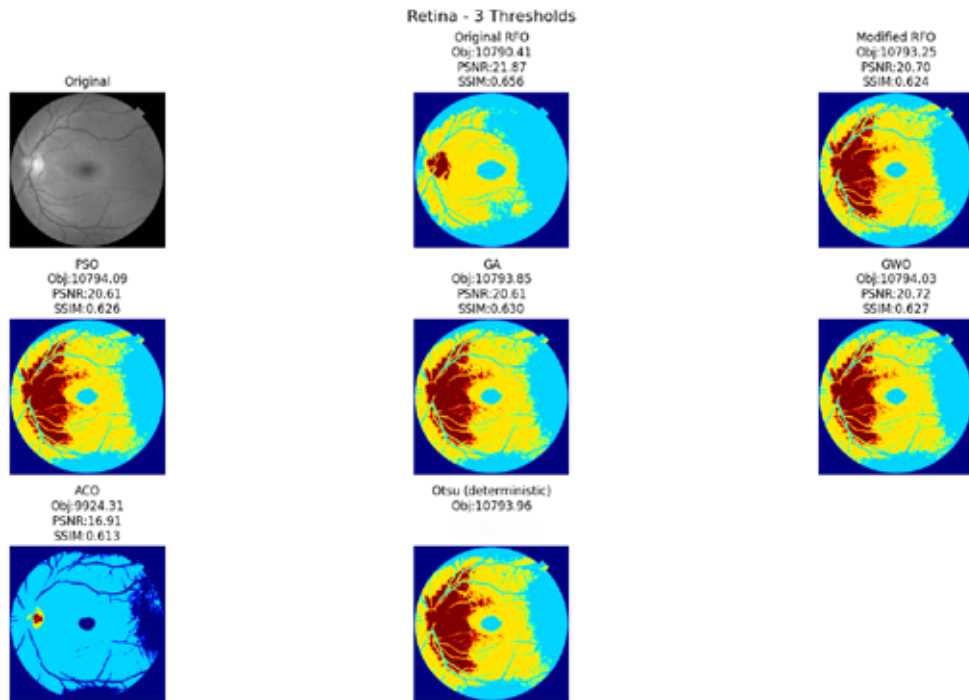 Retina - 3 Thresholds
Original
Original RFO
Obj:10790.41
PSNR:21.87
SSIM:0.656
Modified RFO
Obj:10793.25
PSNR:20.70
SSIM:0.624
PSO
Obj:10794.09
PSNR:20.61
SSIM:0.626
GA
Obj:10793.85
PSNR:20.61
SSIM:0.630
GWO
Obj:10794.03
PSNR:20.72
SSIM:0.627
ACO
Obj:9924.31
PSNR:16.91
SSIM:0.613
Otsu (deterministic)
Obj:10793.96